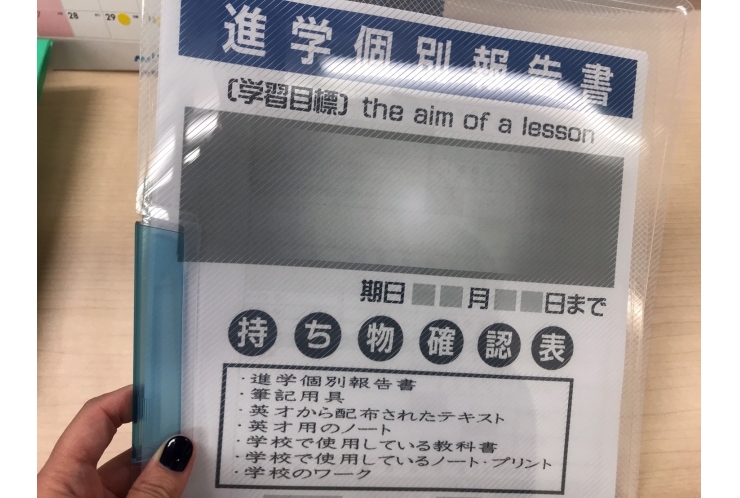 28
29
進学個別報告書
〔学習目標〕 the aim of a lesson
期日 月 日まで
持ち物確認表
・進学個別報告書
・筆記用具
・英才から配布されたテキスト
・英才用のノート
・学校で使用している教科書
・学校で使用しているノート・プリント
・学校のワーク